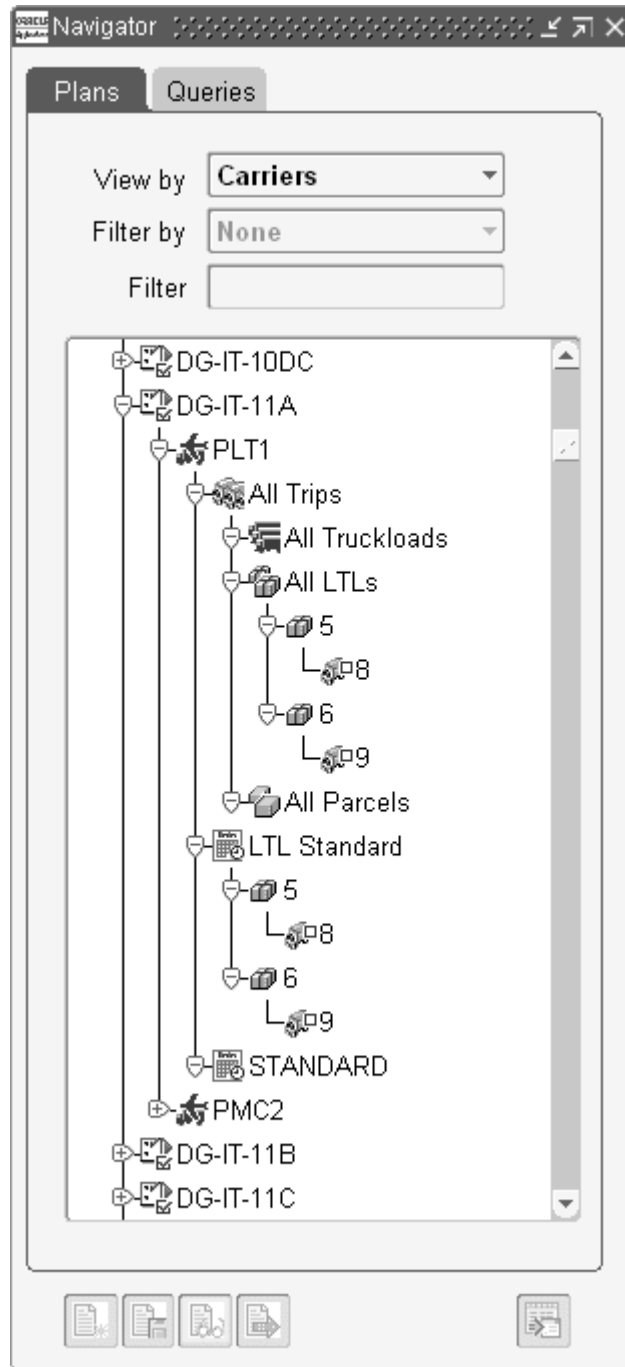 Navigator
Plans Queries
View by Carriers
Filter by None
Filter
DG-IT-10DC
DG-IT-11A
PLT1
All Trips
All Truckloads
All LTLs
5
8
6
9
All Parcels
LTL Standard
5
8
6
9
STANDARD
PMC2
DG-IT-11B
DG-IT-11C